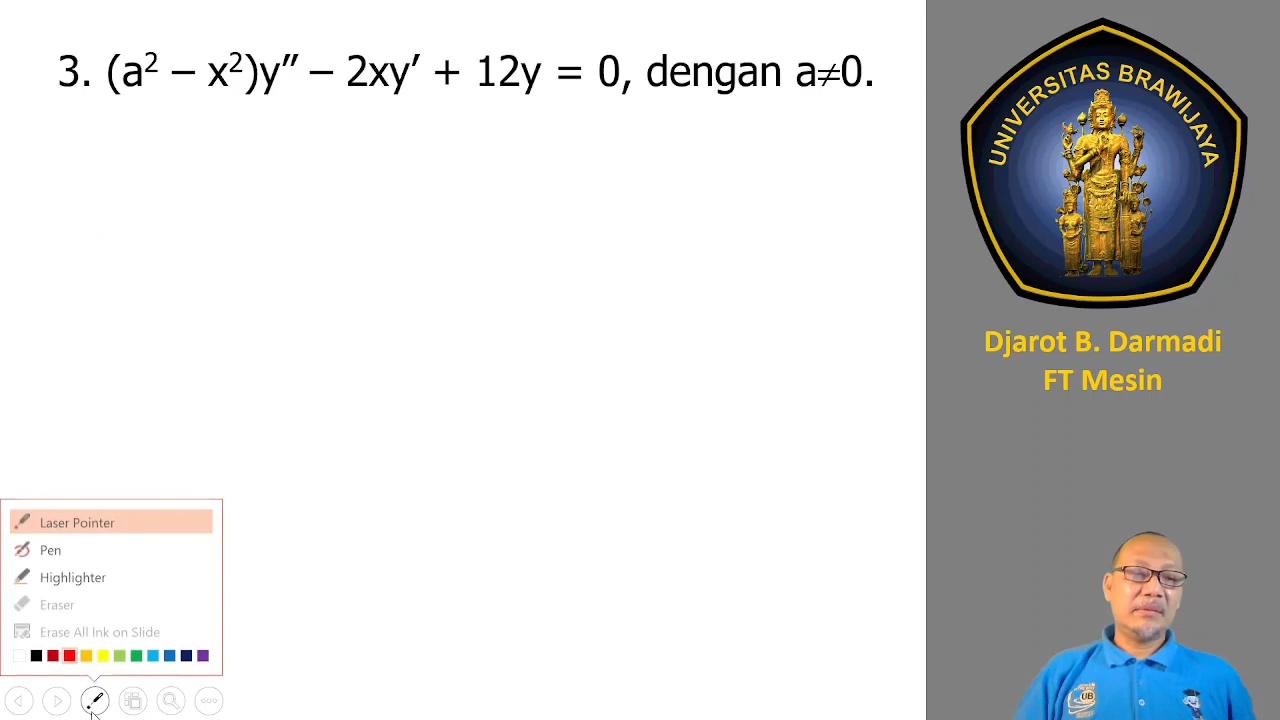 3. (a² – x²)y” – 2xy’ + 12y = 0, dengan a≠0.
UNIVERSITAS BRAWIJAYA
Djarot B. Darmadi
FT Mesin
Laser Pointer
Pen
Highlighter
Eraser
Erase All Ink on Slide
UB